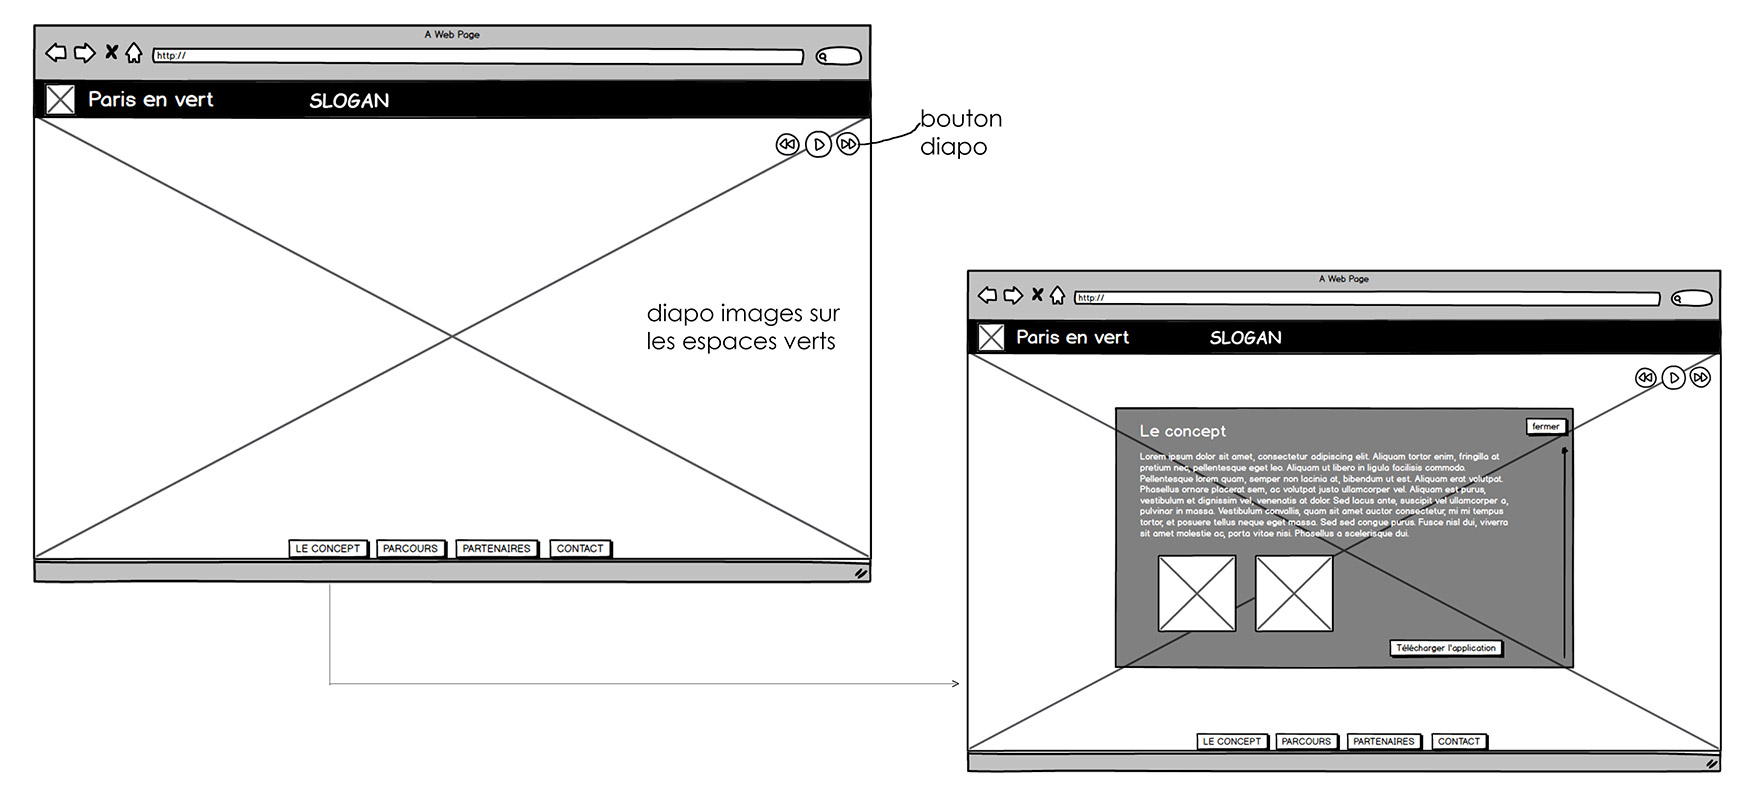 A Web Page
http://
Paris en vert SLOGAN
bouton
diapo
diapo images sur
les espaces verts
LE CONCEPT PARCOURS PARTENAIRES CONTACT
A Web Page
http://
Paris en vert SLOGAN
Le concept
fermer
Lorem ipsum dolor sit amet, consectetur adipiscing elit. Aliquam tortor enim, fringilla at
pretium nec, pellentesque eget leo. Aliquam ut libero in ligula facilisis commodo.
Pellentesque lorem quam, semper non lacinia at, bibendum ut est. Aliquam erat volutpat.
Phasellus ornare placerat sem, ac volutpat justo ullamcorper vel. Aliquam est purus,
vestibulum et dignissim vel, venenatis at dolor. Sed lacus ante, suscipit vel ullamcorper a,
pulvinar in massa. Vestibulum convallis, quam sit amet auctor consectetur, mi mi tempus
tortor, et posuere tellus neque eget massa. Sed sed congue purus. Fusce nisl dui, viverra
sit amet molestie ac, porta vitae nisi. Phasellus a scelerisque dui.
Télécharger l'application
LE CONCEPT PARCOURS PARTENAIRES CONTACT